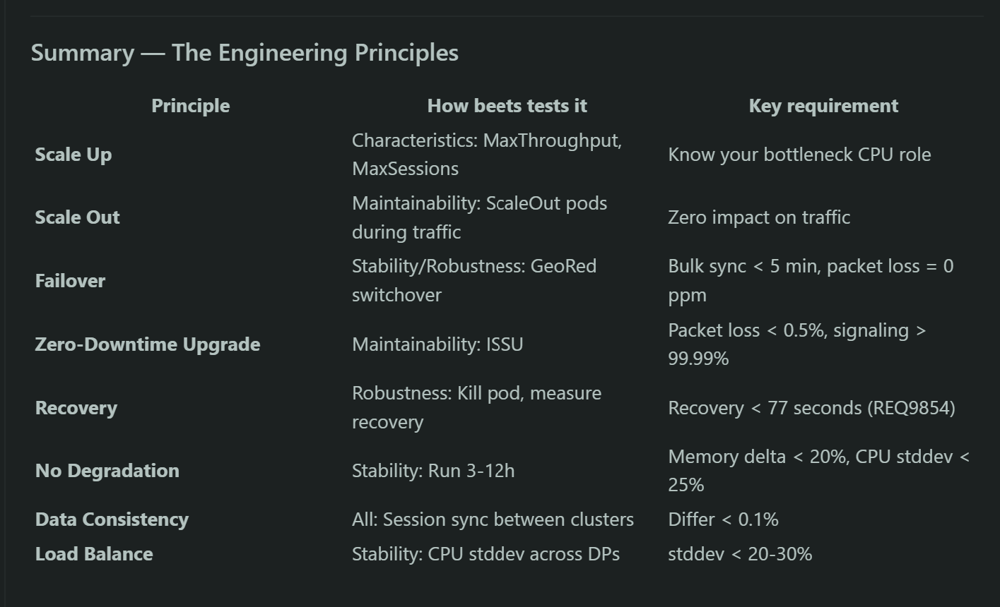 Summary — The Engineering Principles
Principle How beets tests it Key requirement
Scale Up
Characteristics: MaxThroughput,
MaxSessions
Know your bottleneck CPU role
Scale Out
Maintainability: ScaleOut pods
during traffic
Zero impact on traffic
Failover
Stability/Robustness: GeoRed
switchover
Bulk sync < 5 min, packet loss = 0
ppm
Zero-Downtime Upgrade
Maintainability: ISSU
Packet loss < 0.5%, signaling >
99.99%
Recovery
Robustness: Kill pod, measure
recovery
Recovery < 77 seconds (REQ9854)
No Degradation
Stability: Run 3-12h
Memory delta < 20%, CPU stddev <
25%
Data Consistency All: Session sync between clusters Differ < 0.1%
Load Balance Stability: CPU stddev across DPs stddev < 20-30%